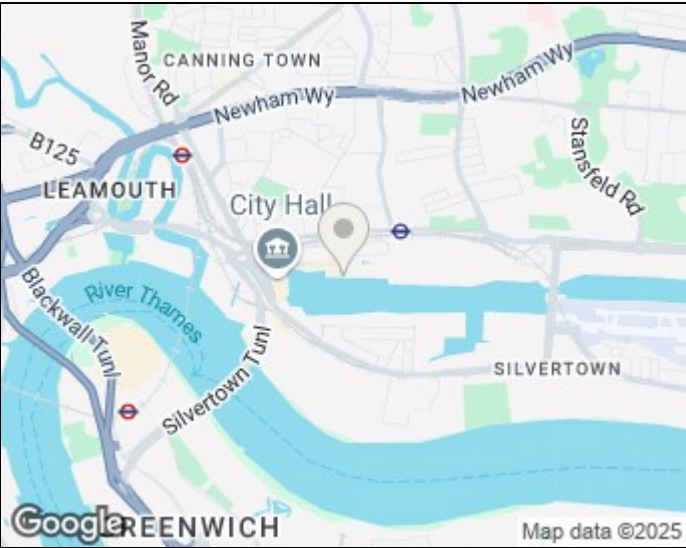 Manor Rd
CANNING TOWN
Newham Wy
Newham Wy
B125
Stansfeld Rd
LEAMOUTH
City Hall
River Thames
Blackwall Tunl
Silvertown Tunl
SILVERTOWN
Google
GREENWICH
Map data ©2025